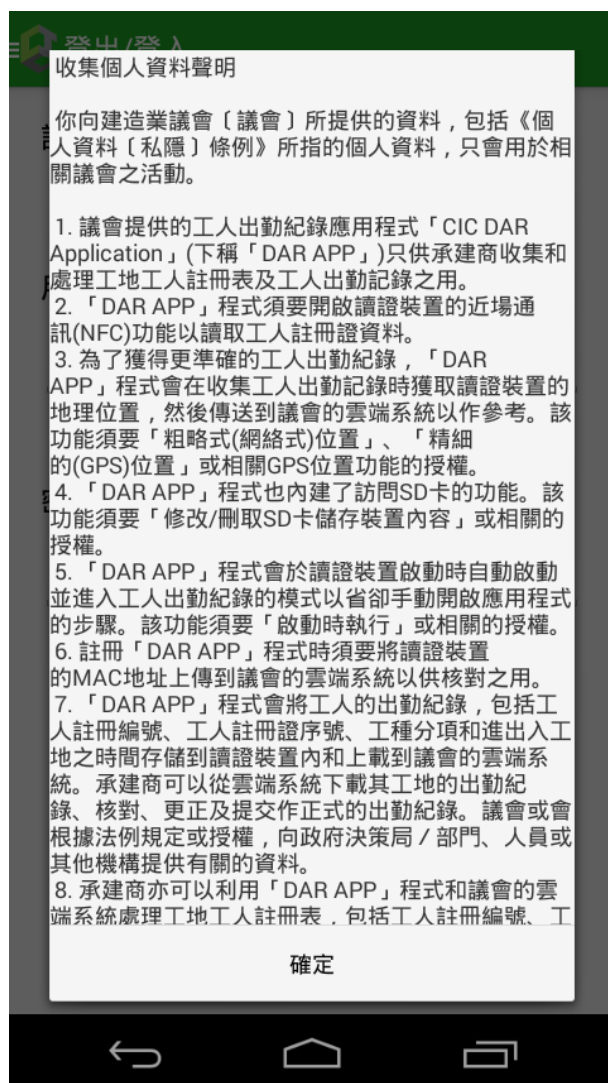 登出/登入
收集個人資料聲明
你向建造業議會〔議會〕所提供的資料，包括《個
人資料〔私隱〕條例》所指的個人資料，只會用於相
關議會之活動。
1. 議會提供的工人出勤紀錄應用程式「CIC DAR
Application」(下稱「DAR APP」)只供承建商收集和
處理工地工人註冊表及工人出勤記錄之用。
2. 「DAR APP」程式須要開啟讀證裝置的近場通
訊(NFC)功能以讀取工人註冊證資料。
3. 為了獲得更準確的工人出勤紀錄，「DAR
APP」程式會在收集工人出勤記錄時獲取讀證裝置的
地理位置，然後傳送到議會的雲端系統以作參考。該
功能須要「粗略式(網絡式)位置」、「精細
的(GPS)位置」或相關GPS位置功能的授權。
4. 「DAR APP」程式也內建了訪問SD卡的功能。該
功能須要「修改/刪取SD卡儲存裝置內容」或相關的
授權。
5. 「DAR APP」程式會於讀證裝置啟動時自動啟動
並進入工人出勤紀錄的模式以省卻手動開啟應用程式
的步驟。該功能須要「啟動時執行」或相關的授權。
6. 註冊「DAR APP」程式時須要將讀證裝置
的MAC地址上傳到議會的雲端系統以供核對之用。
7. 「DAR APP」程式會將工人的出勤紀錄，包括工
人註冊編號、工人註冊證序號、工種分項和進出入工
地之時間存儲到讀證裝置內和上載到議會的雲端系
統。承建商可以從雲端系統下載其工地的出勤紀
錄、核對、更正及提交作正式的出勤紀錄。議會或會
根據法例規定或授權，向政府決策局／部門、人員或
其他機構提供有關的資料。
8. 承建商亦可以利用「DAR APP」程式和議會的雲
端系統處理工地工人註冊表，包括工人註冊編號、工
確定